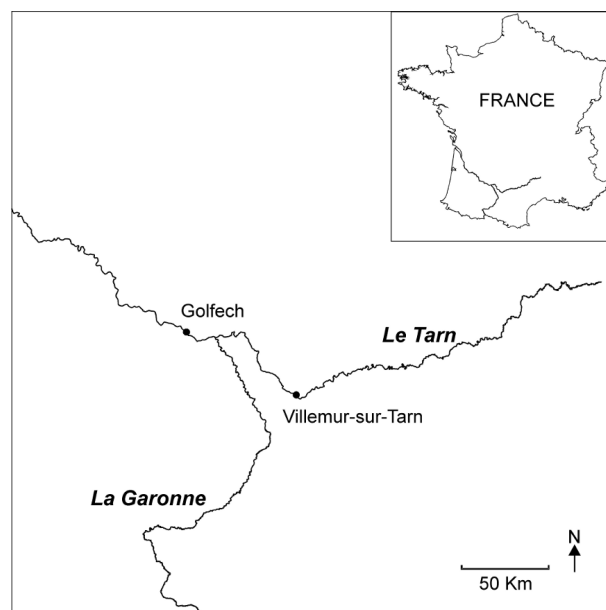 FRANCE
Golfech
Le Tarn
Villemur-sur-Tarn
La Garonne
N
50 Km